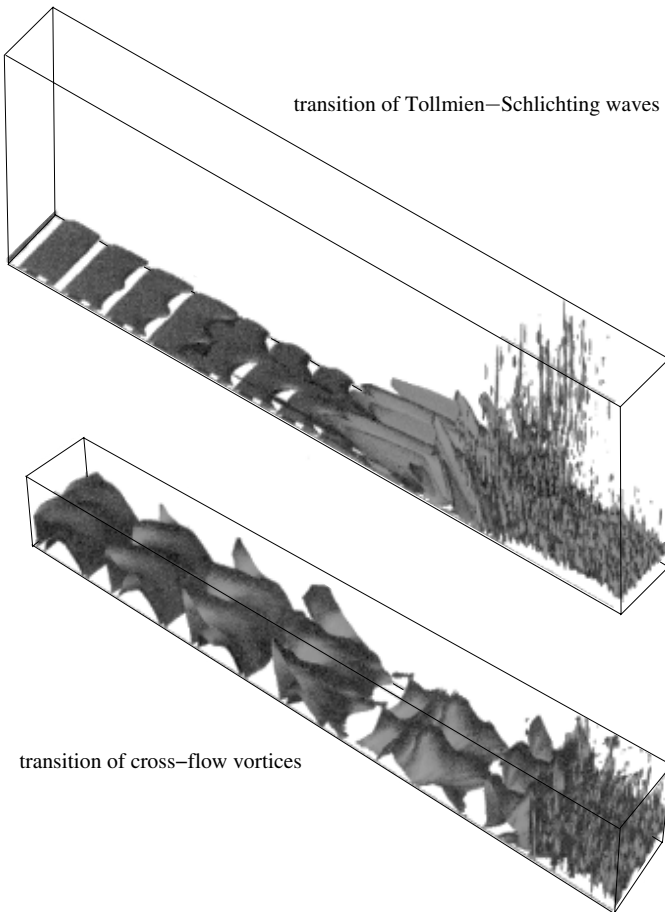 transition of Tollmien−Schlichting waves
transition of cross−flow vortices